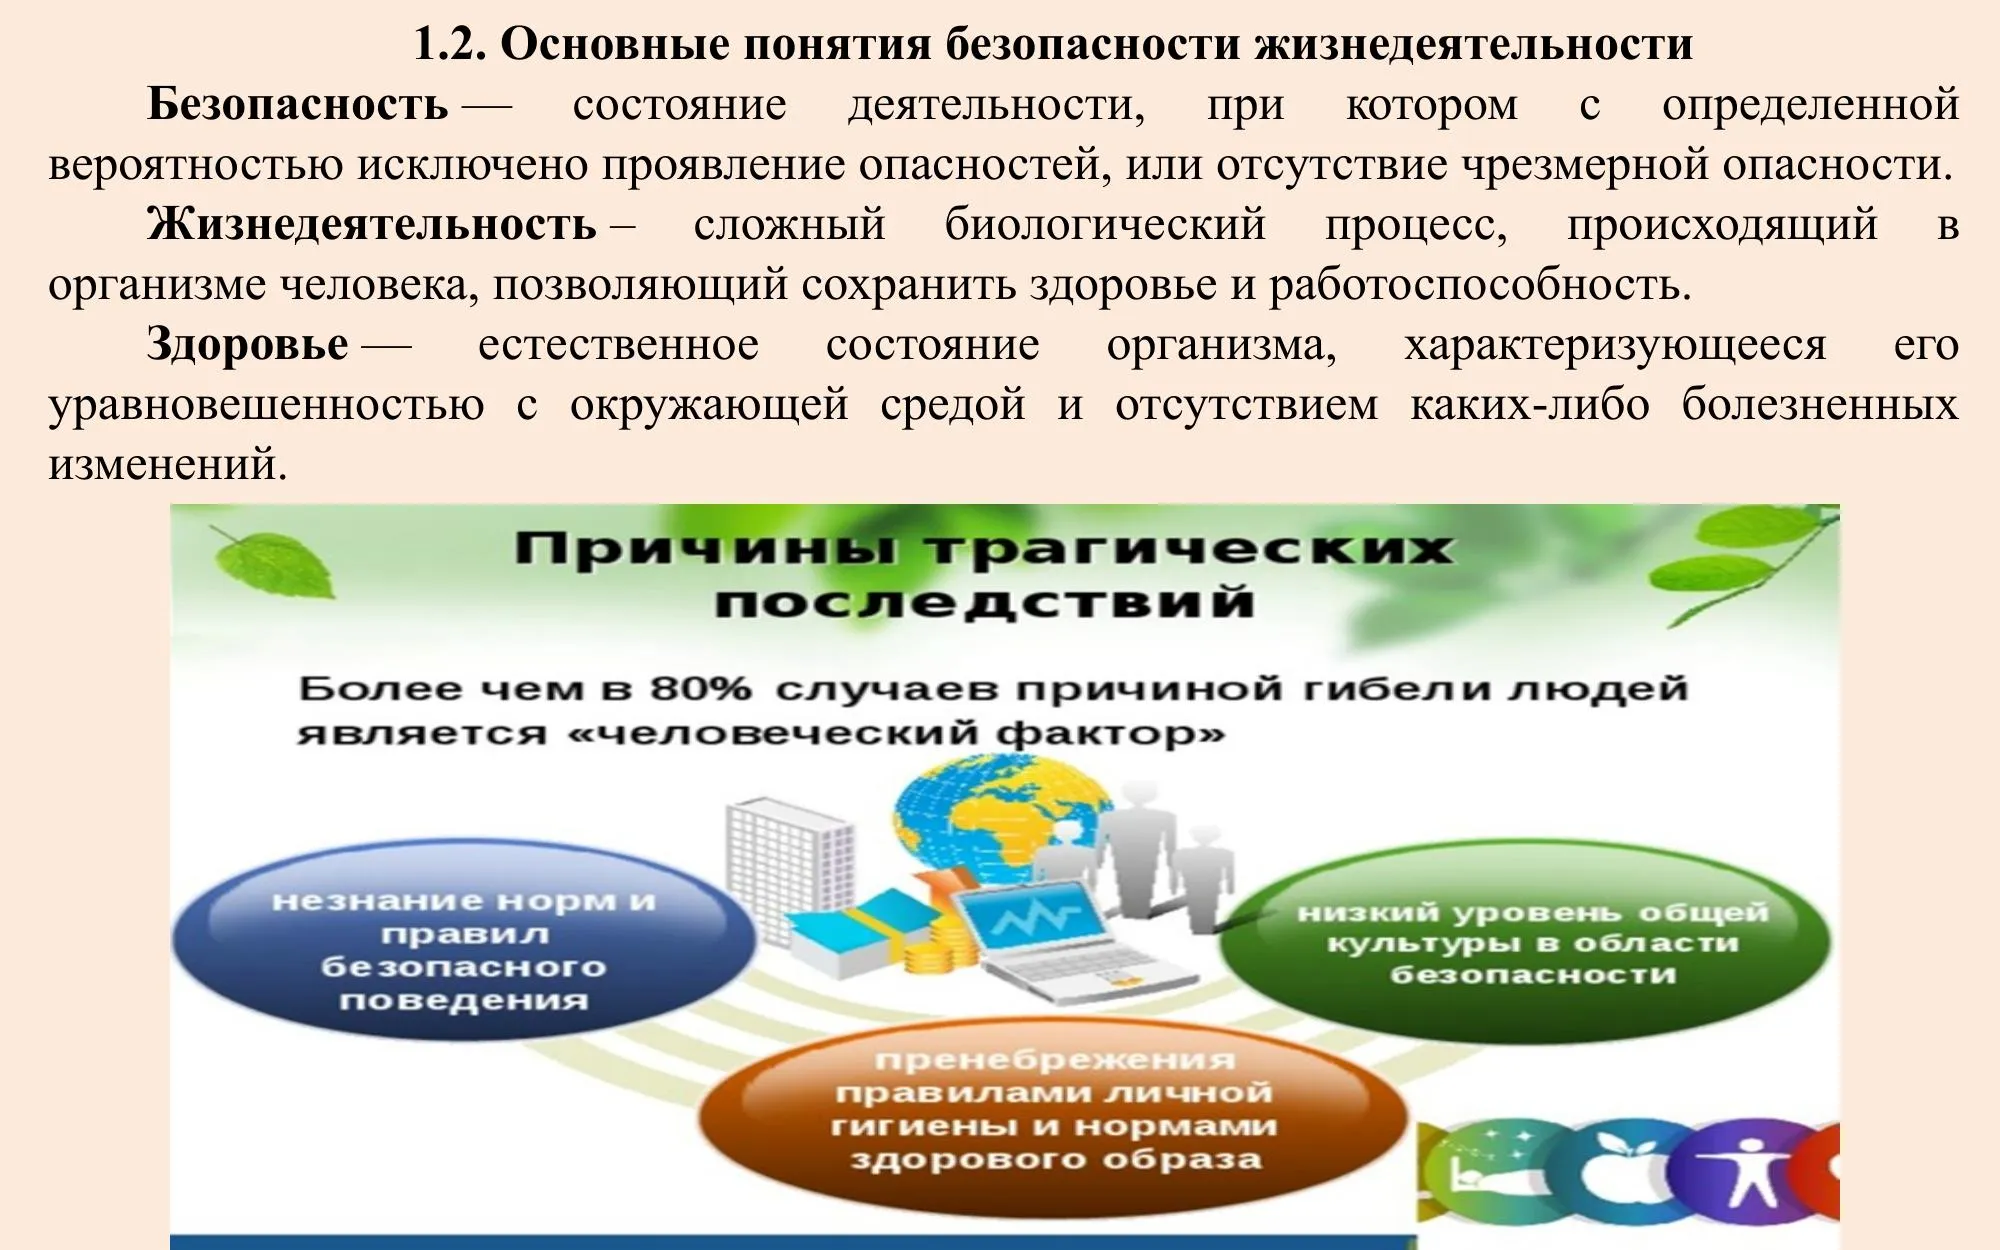 1.2. Основные понятия безопасности жизнедеятельности
Безопасность — состояние деятельности, при котором с определенной
вероятностью исключено проявление опасностей, или отсутствие чрезмерной опасности.
Жизнедеятельность – сложный биологический процесс, происходящий в
организме человека, позволяющий сохранить здоровье и работоспособность.
Здоровье — естественное состояние организма, характеризующееся его
уравновешенностью с окружающей средой и отсутствием каких-либо болезненных
изменений.
Причины трагических
последствий
Более чем в 80% случаев причиной гибели людей
является «человеческий фактор»
незнание норм и
правил
безопасного
поведения
низкий уровень общей
культуры в области
безопасности
пренебрежения
правилами личной
гигиены и нормами
здорового образа